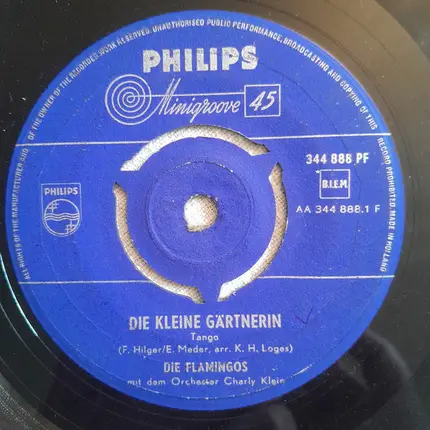 ALL RIGHTS OF THE MANUFACTURER AND OF THE OWNER OF THE RECORDED WORK RESERVED. UNAUTHORISED PUBLIC PERFORMANCE, BROADCASTING AND COPYING OF THIS RECORD PROHIBITED. MADE IN HOLLAND
PHILIPS
Minigroove 45
344 888 PF
B.I.E.M.
PHILIPS
AA 344 888.1 F
DIE KLEINE GÄRTNERIN
Tango
(F. Hilger/E. Meder, arr. K. H. Loges)
DIE FLAMINGOS
mit dem Orchester Charly Klein